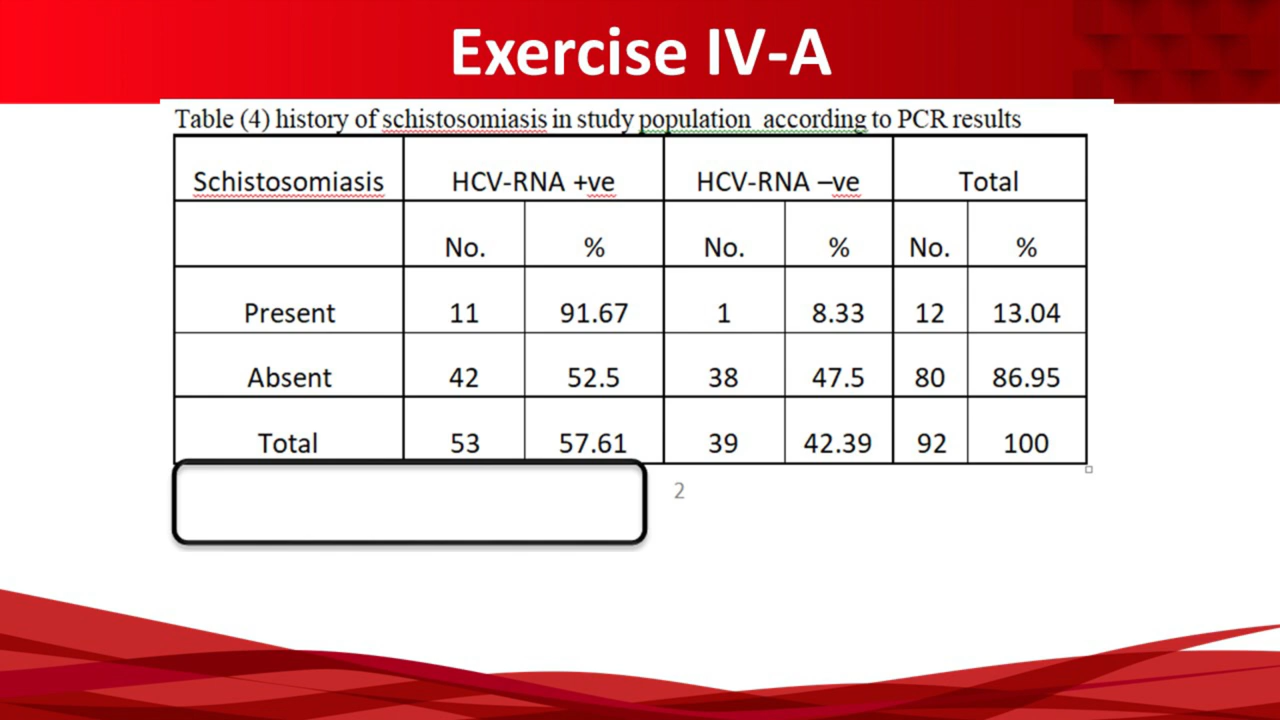 Exercise IV-A
Table (4) history of schistosomiasis in study population according to PCR results
Schistosomiasis HCV-RNA +ve HCV-RNA –ve Total
No. % No. % No. %
Present 11 91.67 1 8.33 12 13.04
Absent 42 52.5 38 47.5 80 86.95
Total 53 57.61 39 42.39 92 100
2